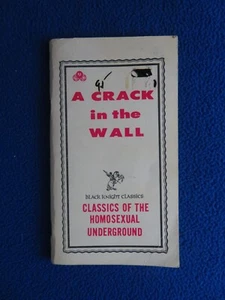 A CRACK
in the
WALL
BLACK KNIGHT CLASSICS
CLASSICS OF THE
HOMOSEXUAL
UNDERGROUND